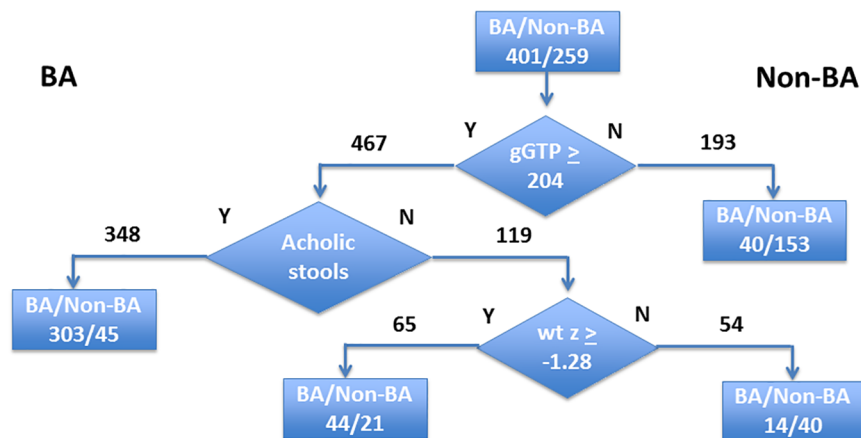 BA/Non-BA
401/259
BA
Non-BA
Y
N
467
193
gGTP ≥
204
BA/Non-BA
40/153
Y
N
348
119
Acholic
stools
BA/Non-BA
303/45
Y
N
65
54
wt z ≥
-1.28
BA/Non-BA
44/21
BA/Non-BA
14/40